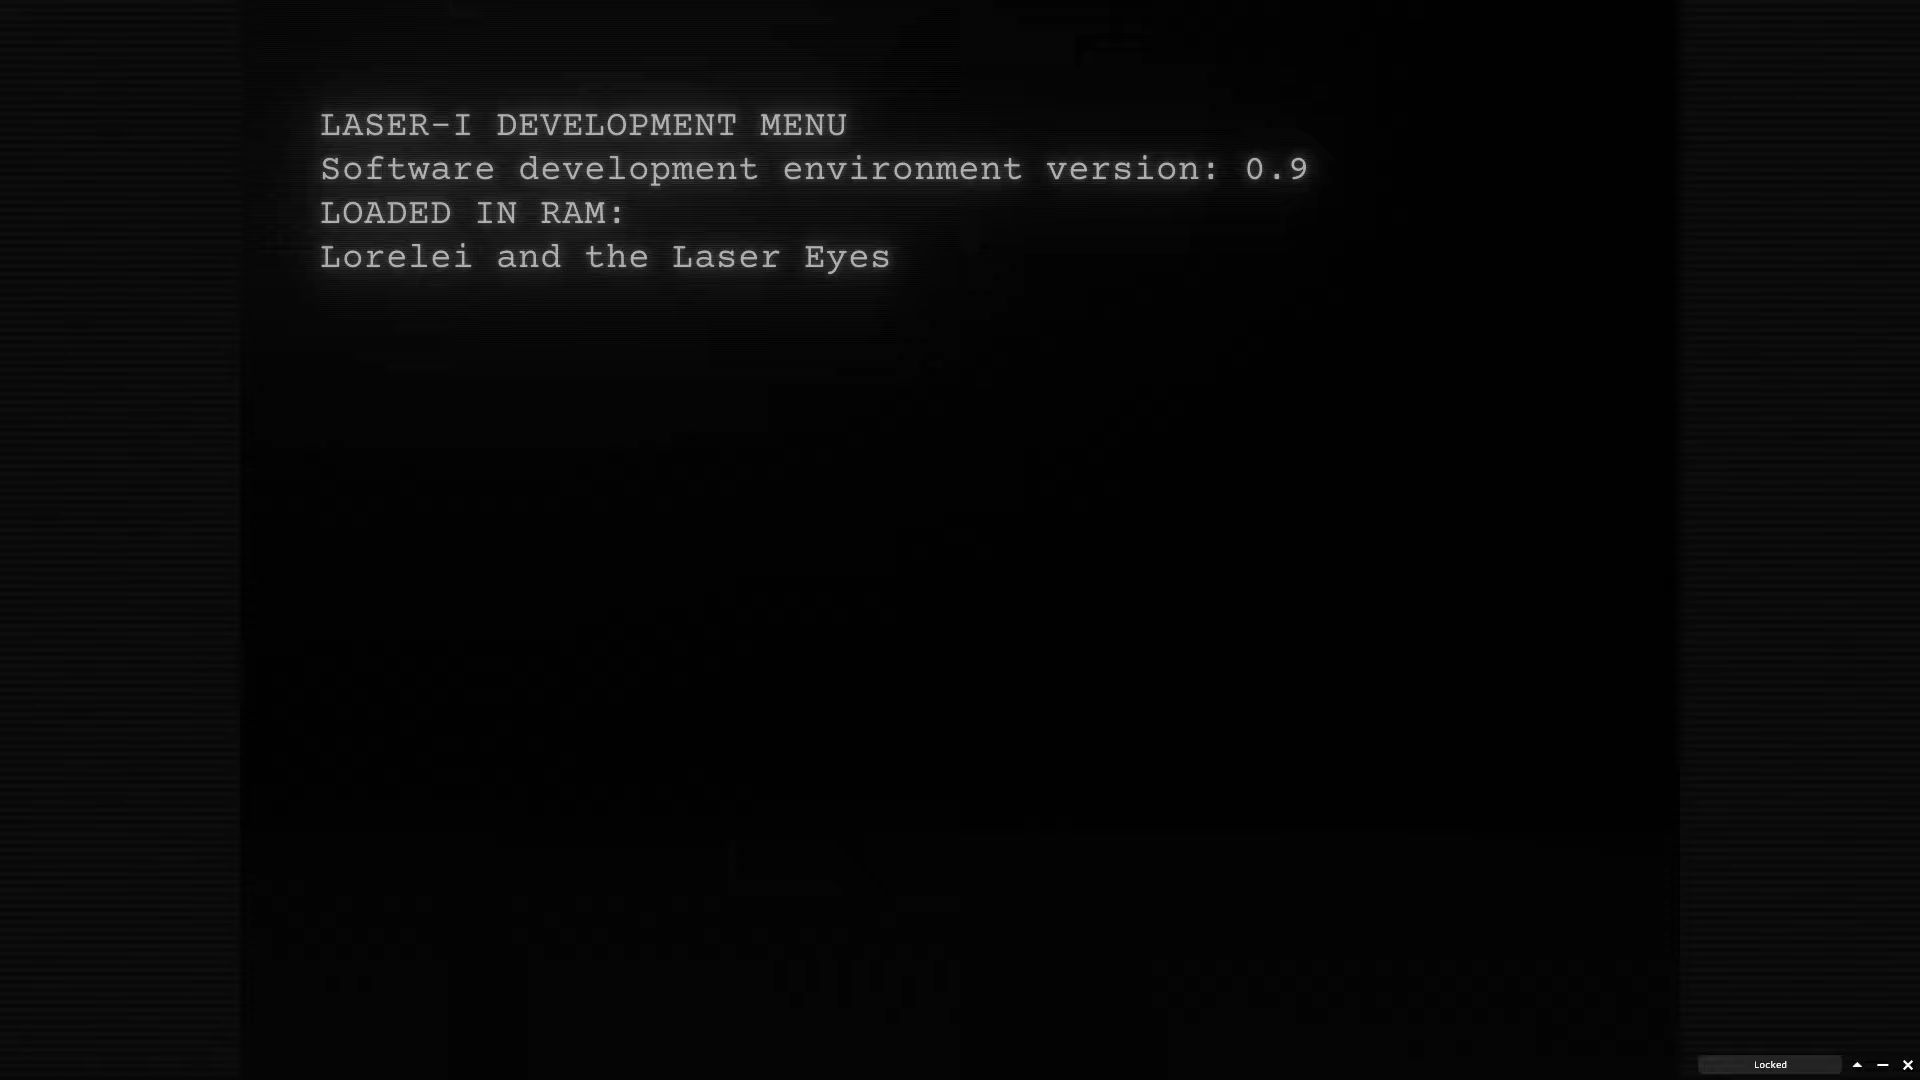 LASER-I DEVELOPMENT MENU
Software development environment version: 0.9
LOADED IN RAM:
Lorelei and the Laser Eyes
Locked